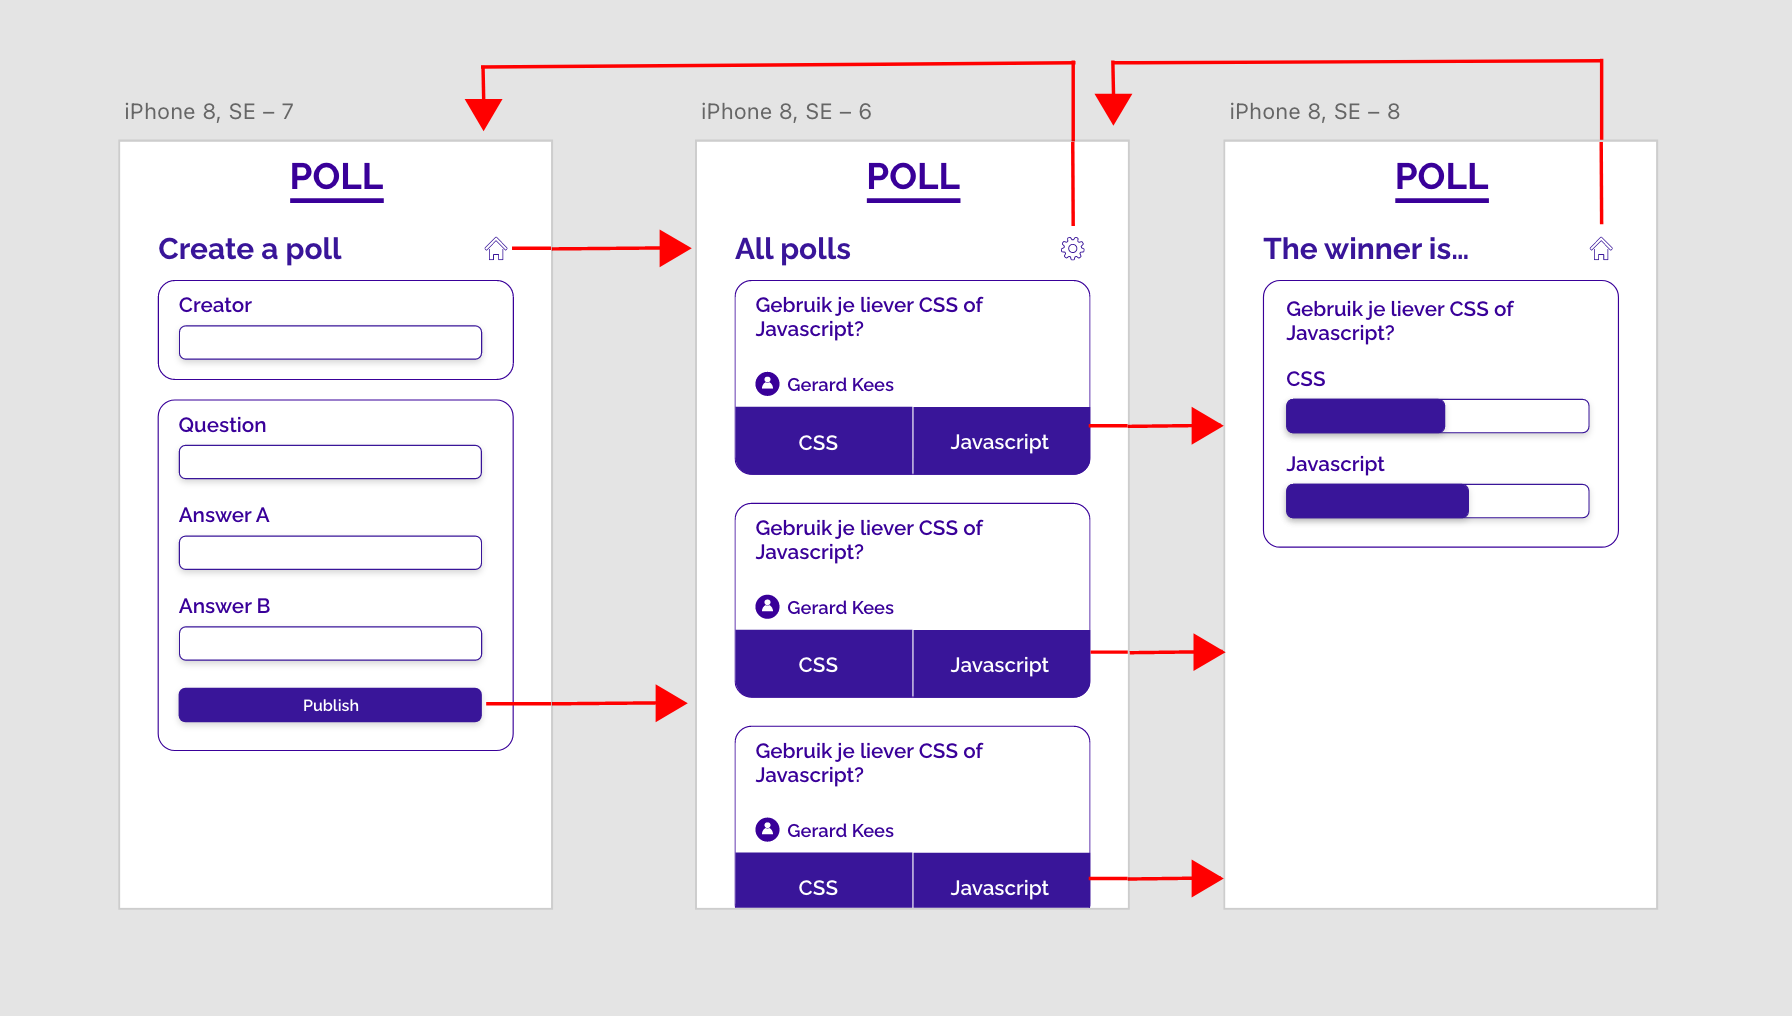 iPhone 8, SE – 7
POLL
Create a poll
Creator
Question
Answer A
Answer B
Publish
iPhone 8, SE – 6
POLL
All polls
Gebruik je liever CSS of
Javascript?
Gerard Kees
CSS Javascript
Gebruik je liever CSS of
Javascript?
Gerard Kees
CSS Javascript
Gebruik je liever CSS of
Javascript?
Gerard Kees
CSS Javascript
iPhone 8, SE – 8
POLL
The winner is...
Gebruik je liever CSS of
Javascript?
CSS
Javascript